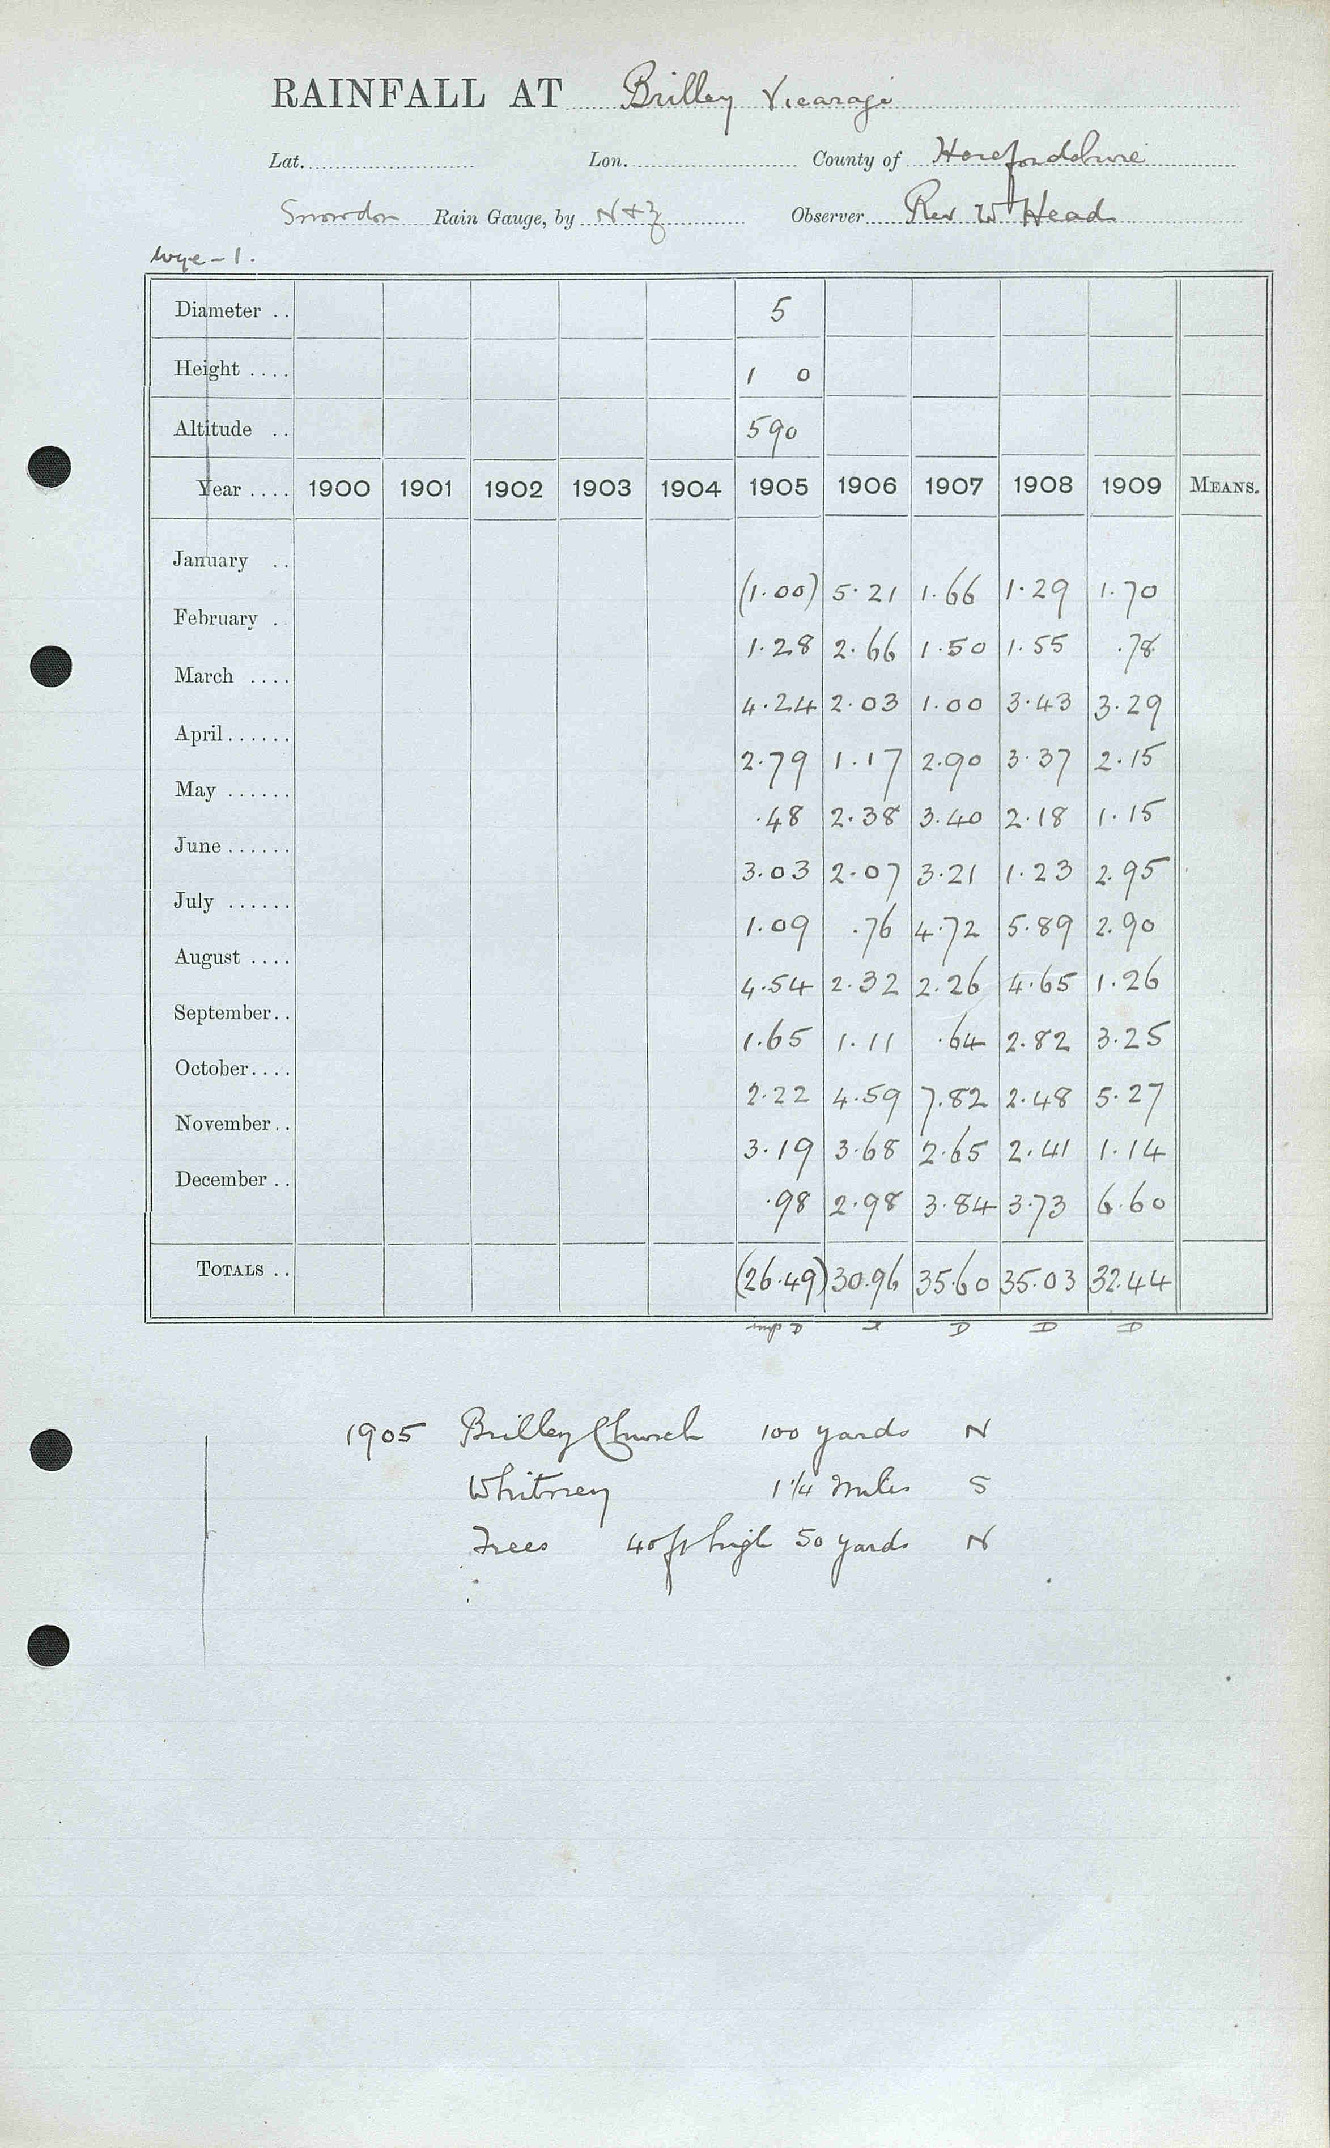 RAINFALL AT Brilley Vicarage
Lat. Lon. County of Herefordshire
Snowdon Rain Gauge, by N+Z Observer Rev W Head
Wye-1.
Diameter .. 5
Height .... 1 0
Altitude .. 590
Year .... 1900 1901 1902 1903 1904 1905 1906 1907 1908 1909 MEANS.
January .. (1.00) 5.21 1.66 1.29 1.70
February . 1.28 2.66 1.50 1.55 .78
March .... 4.24 2.03 1.00 3.43 3.29
April...... 2.79 1.17 2.90 3.37 2.15
May ...... .48 2.38 3.40 2.18 1.15
June...... 3.03 2.07 3.21 1.23 2.95
July ...... 1.09 .76 4.72 5.89 2.90
August .... 4.54 2.32 2.26 4.65 1.26
September.. 1.65 1.11 .64 2.82 3.25
October.... 2.22 4.59 7.82 2.48 5.27
November.. 3.19 3.68 2.65 2.41 1.14
December .. .98 2.98 3.84 3.73 6.60
TOTALS .. (26.49) 30.96 35.60 35.03 32.44
D D D D
1905 Brilley Church 100 yards N
Whitney 1 1/4 miles S
Trees 40 ft high 50 yards N